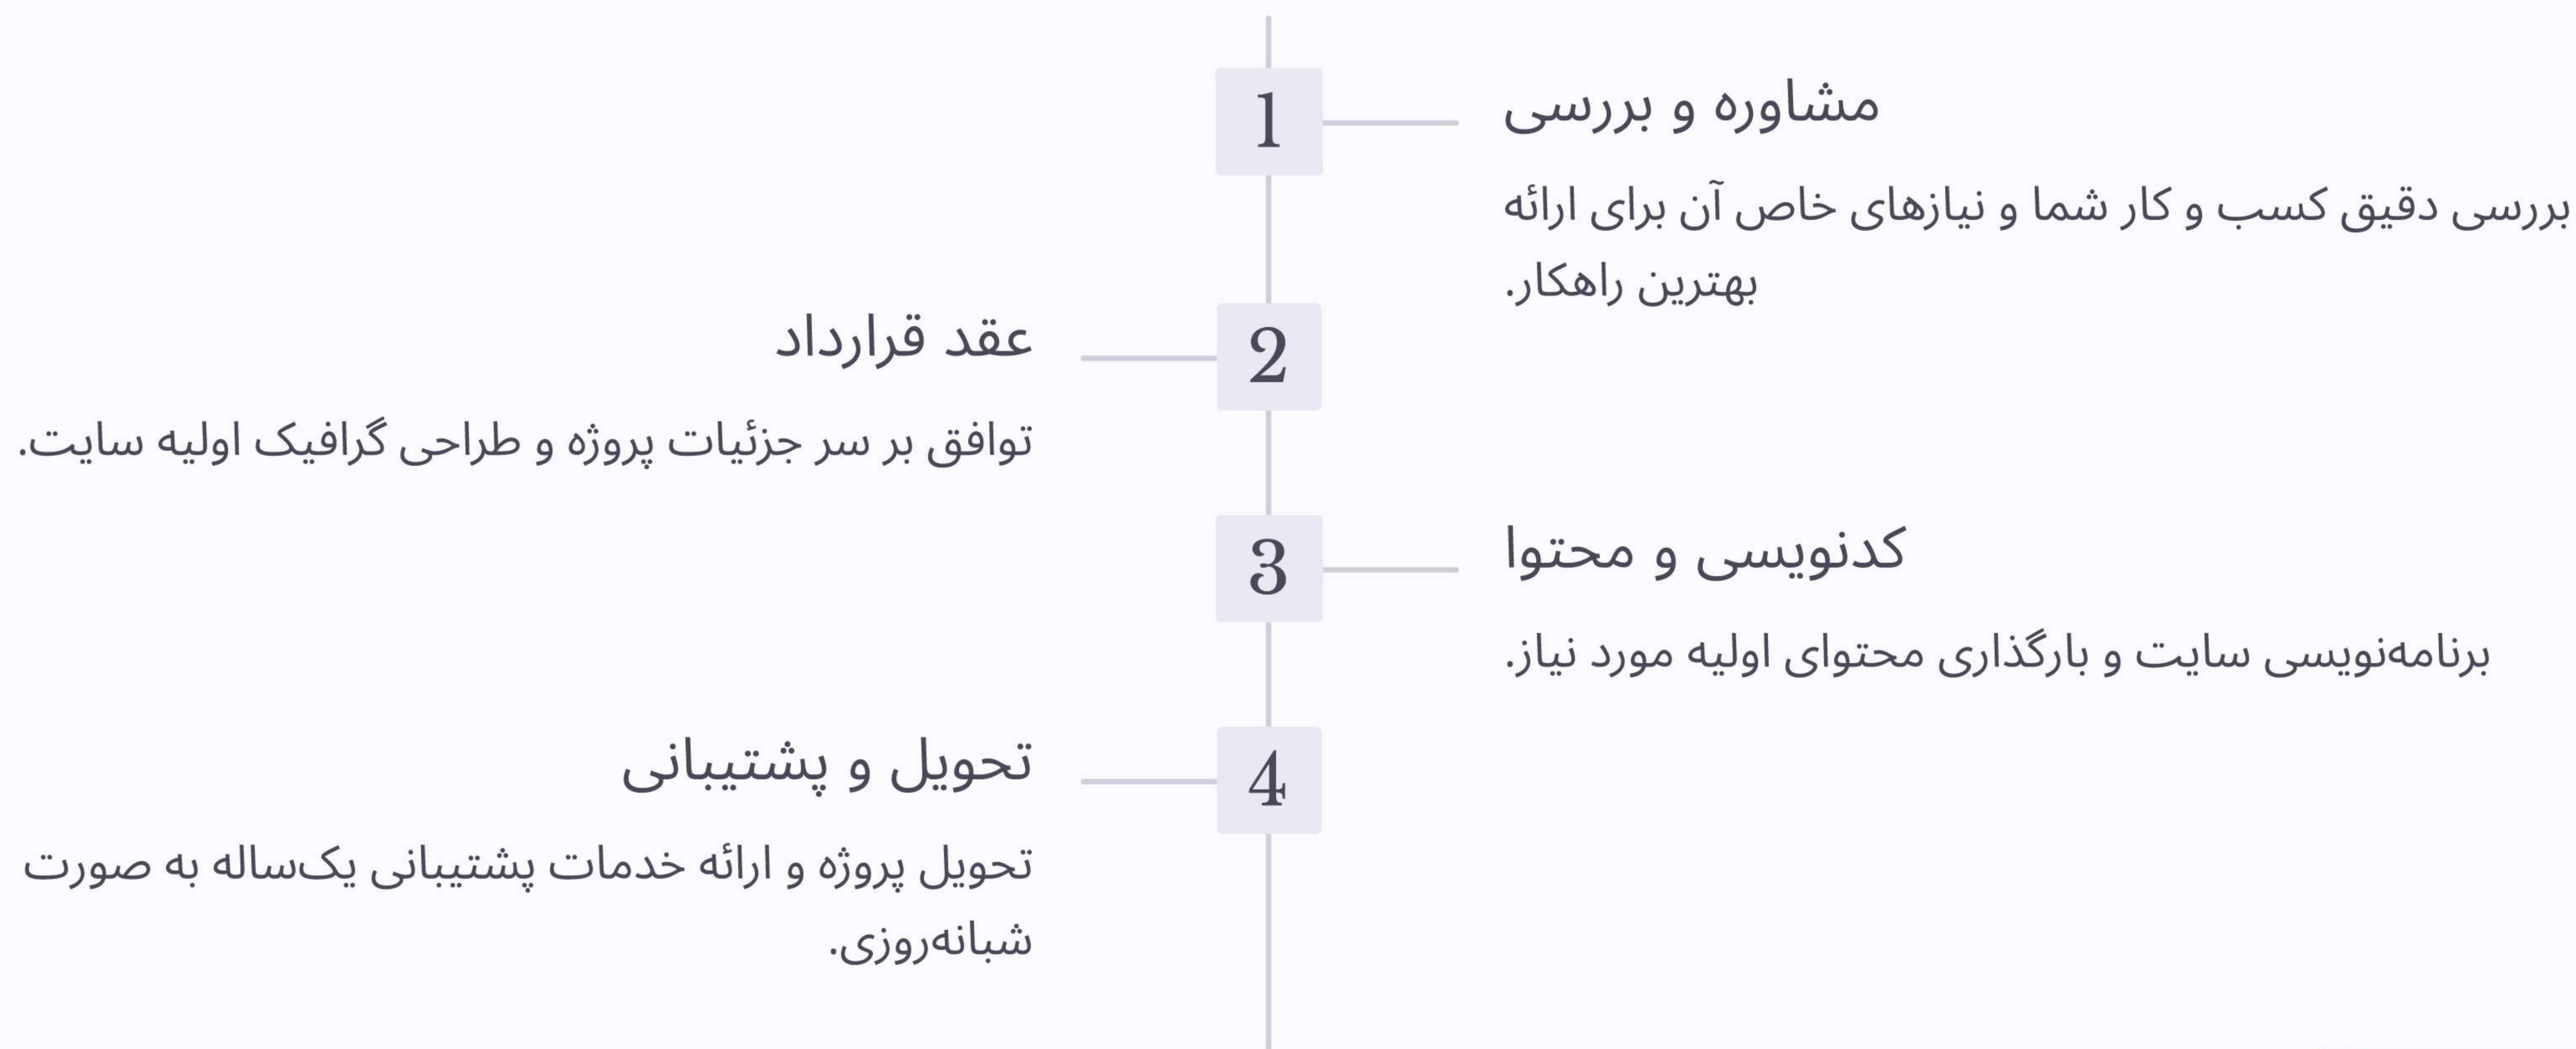 1
مشاوره و بررسی
بررسی دقیق کسب و کار شما و نیازهای خاص آن برای ارائه
بهترین راهکار.
2
عقد قرارداد
توافق بر سر جزئیات پروژه و طراحی گرافیک اولیه سایت.
3
کدنویسی و محتوا
برنامه‌نویسی سایت و بارگذاری محتوای اولیه مورد نیاز.
4
تحویل و پشتیبانی
تحویل پروژه و ارائه خدمات پشتیبانی یک‌ساله به صورت
شبانه‌روزی.